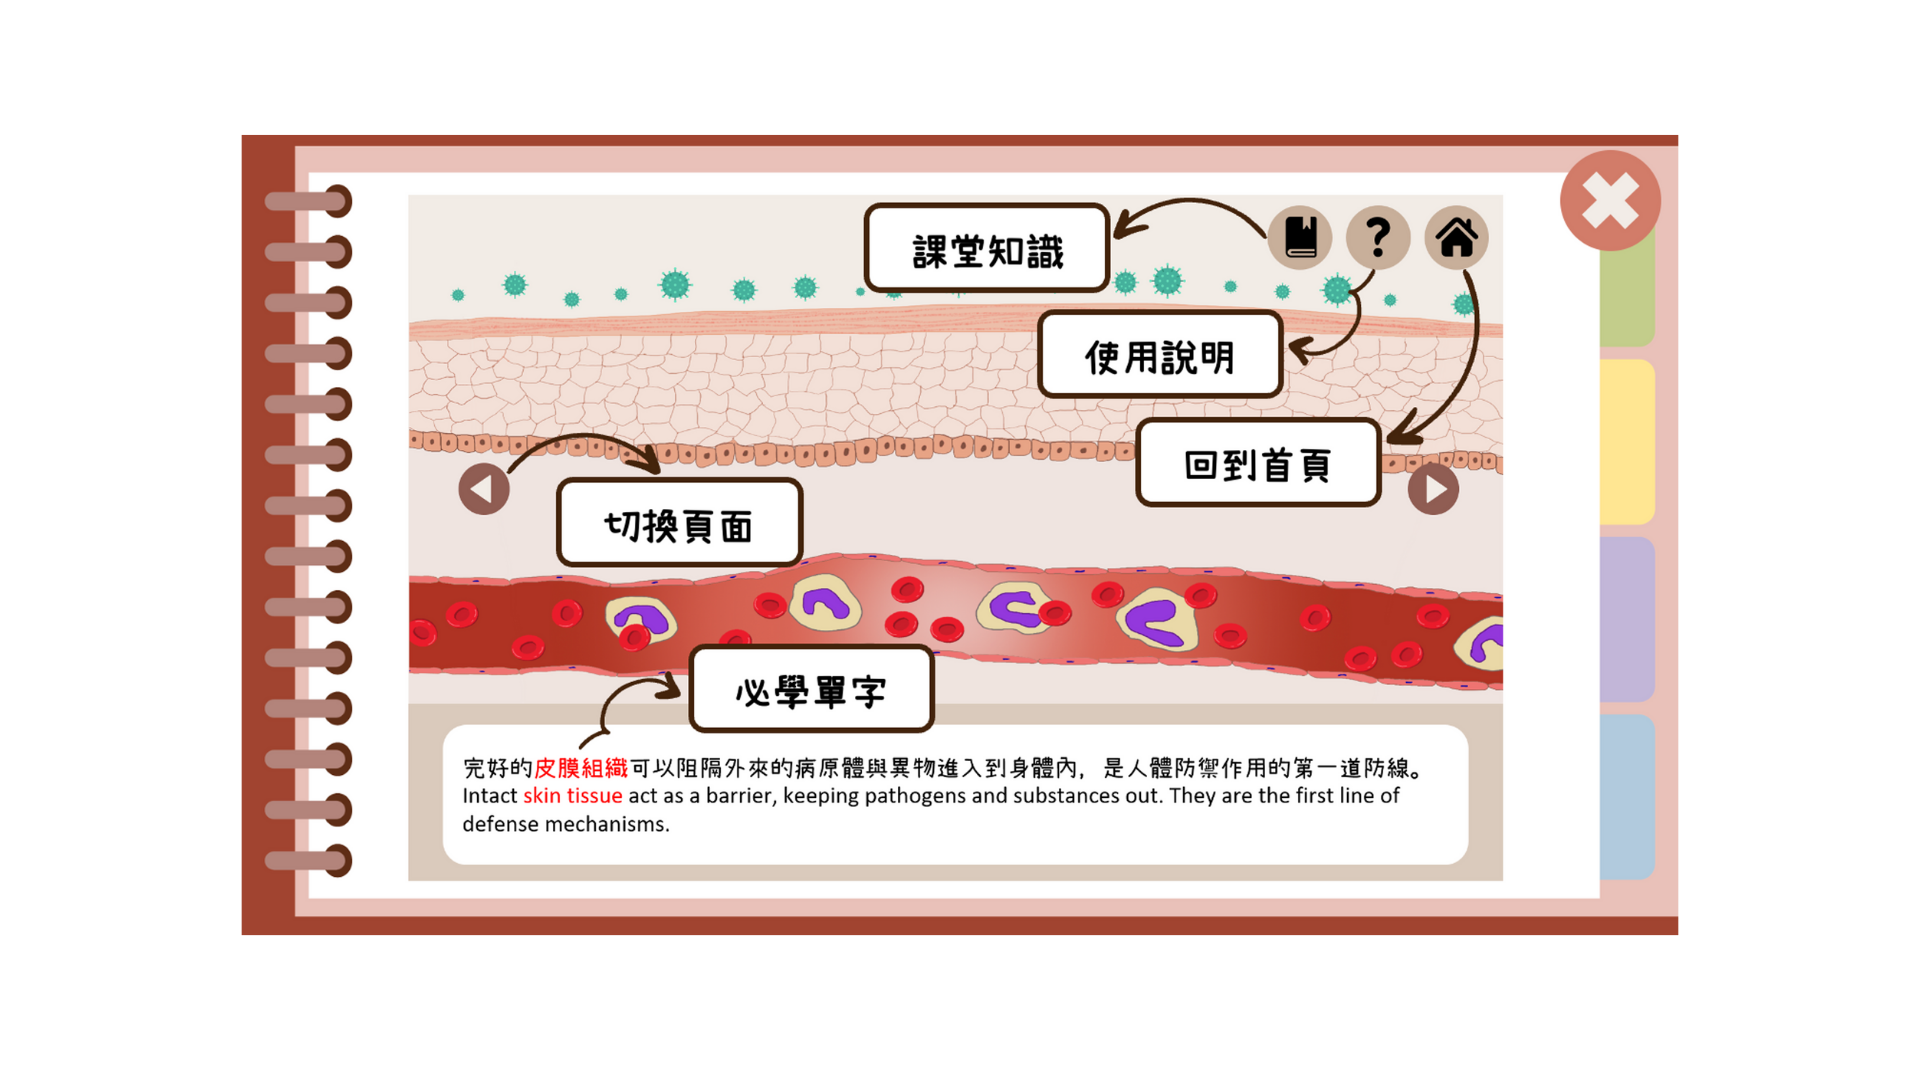 課堂知識
?
使用說明
回到首頁
切換頁面
必學單字
完好的皮膜組織可以阻隔外來的病原體與異物進入到身體內，是人體防禦作用的第一道防線。
Intact skin tissue act as a barrier, keeping pathogens and substances out. They are the first line of
defense mechanisms.